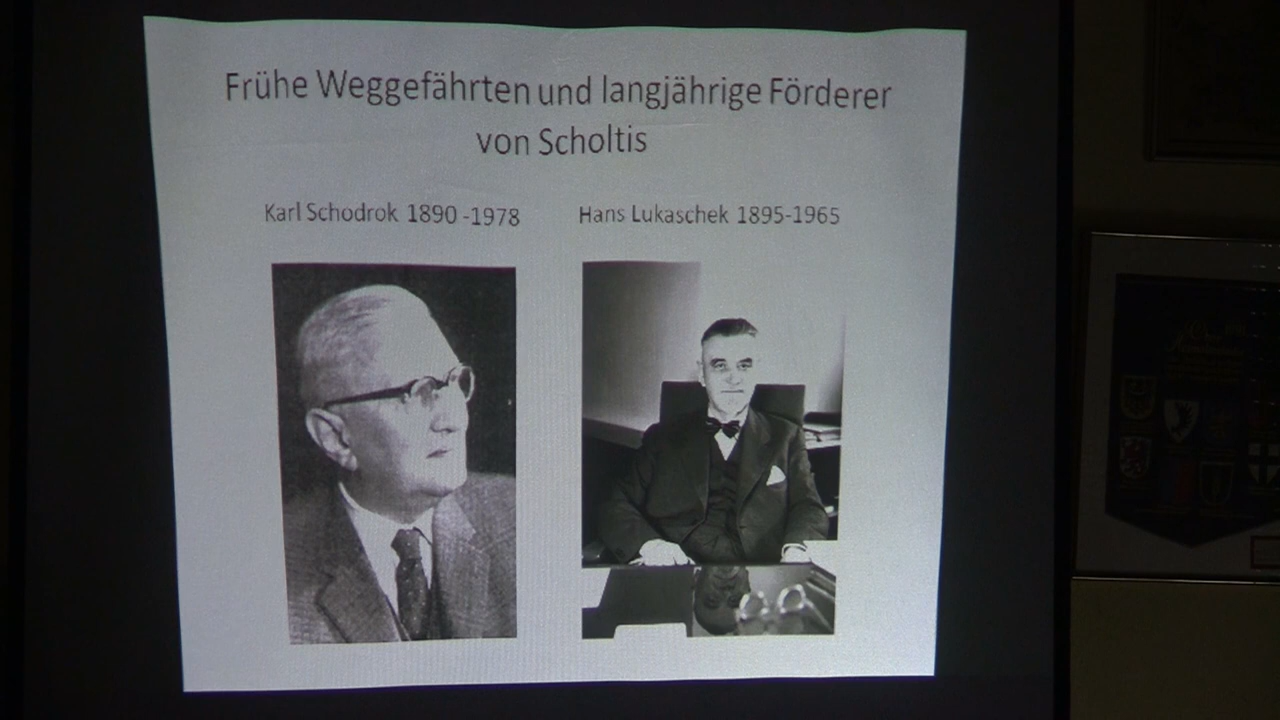 Frühe Weggefährten und langjährige Förderer
von Scholtis
Karl Schodrok 1890 -1978
Hans Lukaschek 1895-1965